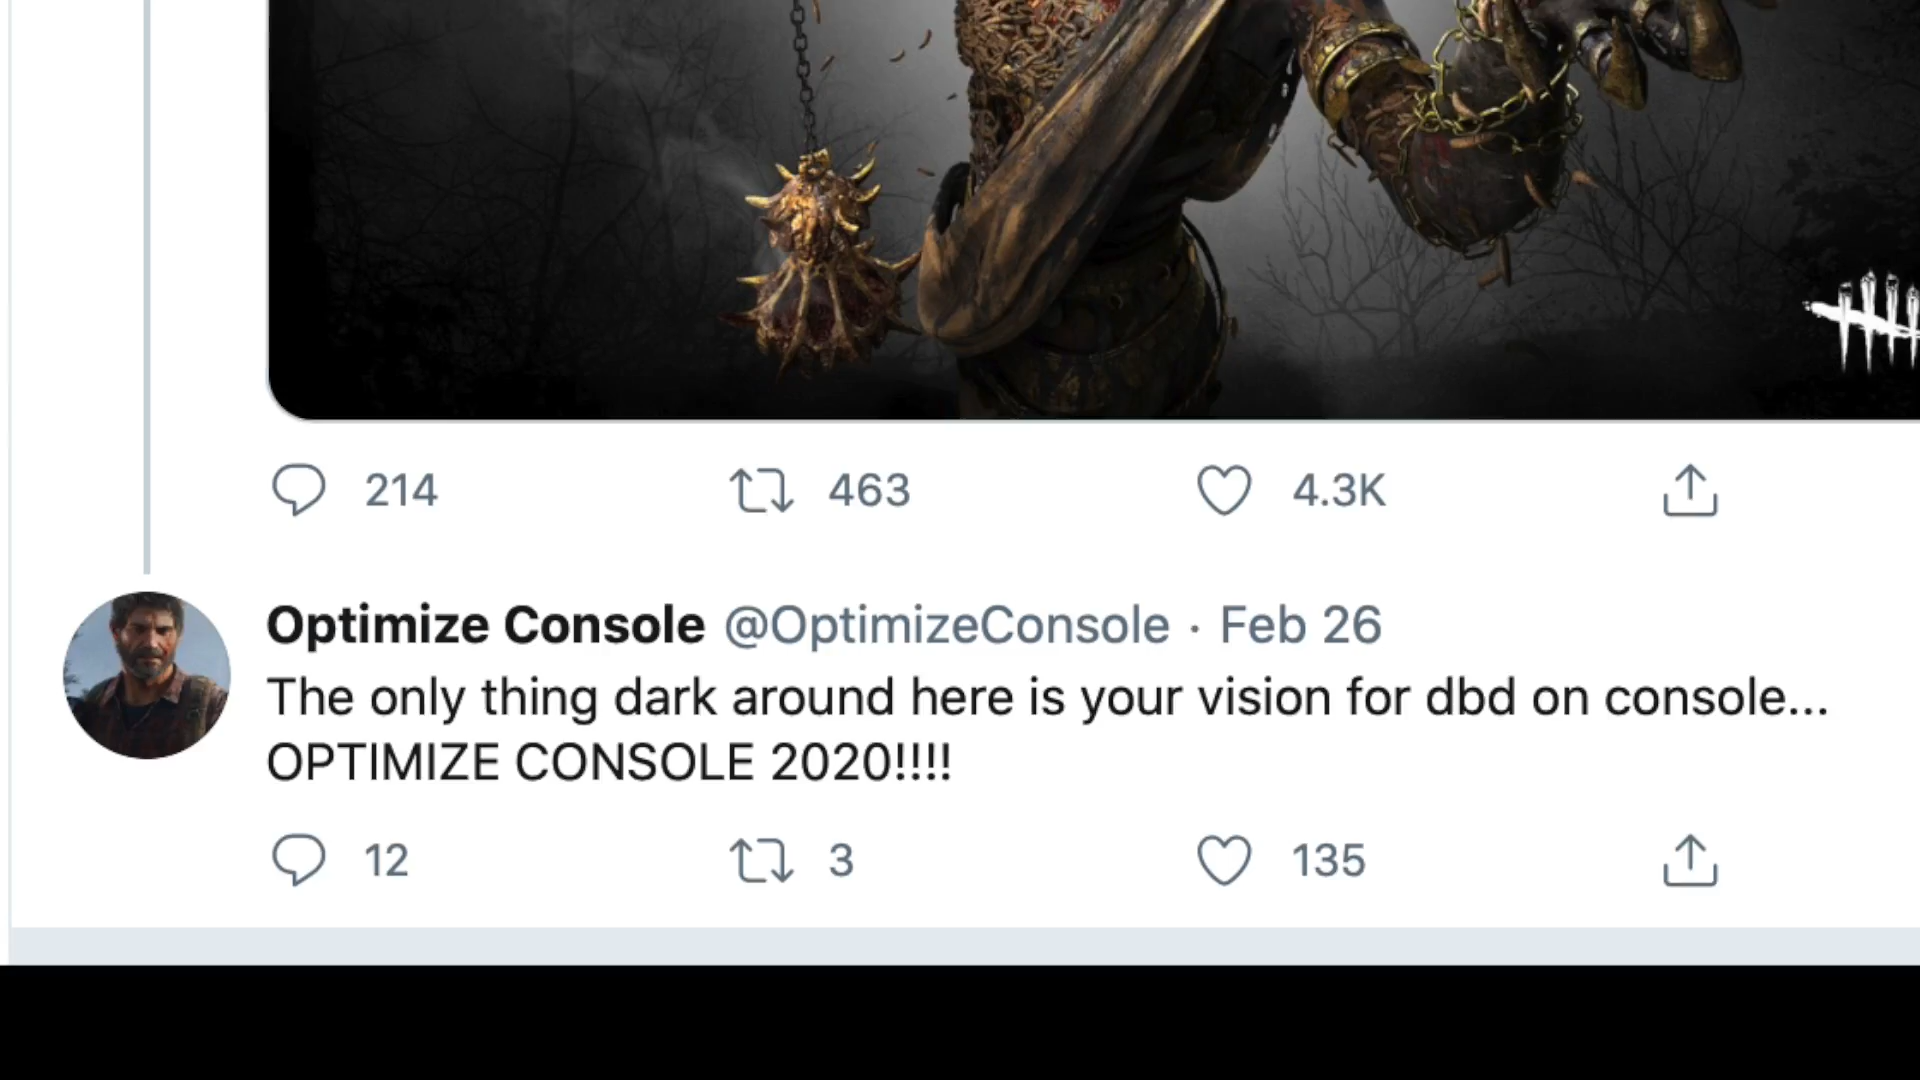 214 463 4.3K
Optimize Console @OptimizeConsole · Feb 26
The only thing dark around here is your vision for dbd on console...
OPTIMIZE CONSOLE 2020!!!!
12 3 135